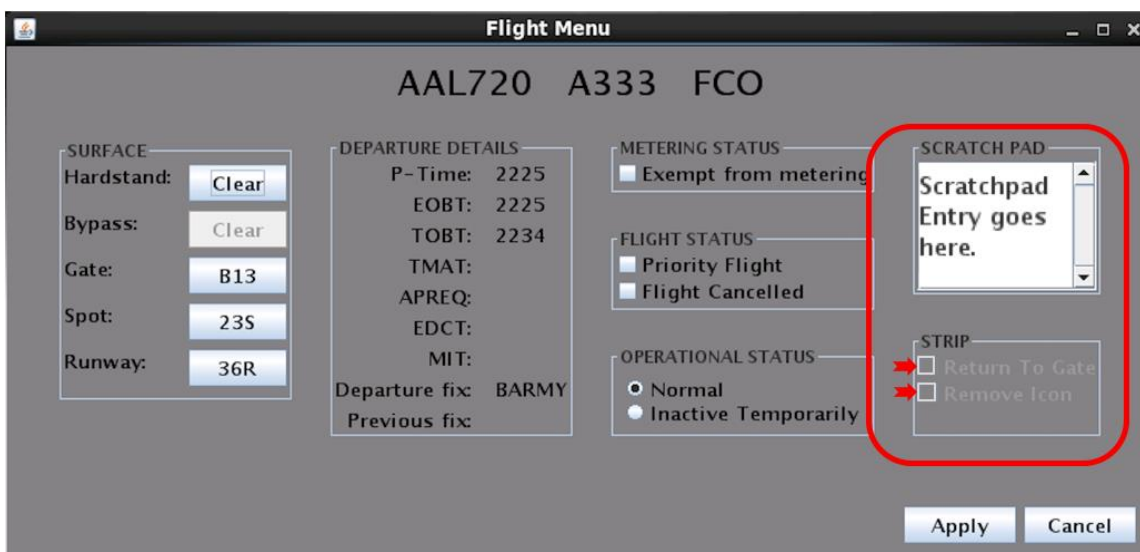 Flight Menu
AAL720 A333 FCO
SURFACE
Hardstand: Clear
Bypass: Clear
Gate: B13
Spot: 23S
Runway: 36R
DEPARTURE DETAILS
P-Time: 2225
EOBT: 2225
TOBT: 2234
TMAT:
APREQ:
EDCT:
MIT:
Departure fix: BARMY
Previous fix:
METERING STATUS
Exempt from metering
FLIGHT STATUS
Priority Flight
Flight Cancelled
OPERATIONAL STATUS
Normal
Inactive Temporarily
SCRATCH PAD
Scratchpad
Entry goes
here.
STRIP
Return To Gate
Remove Icon
Apply Cancel